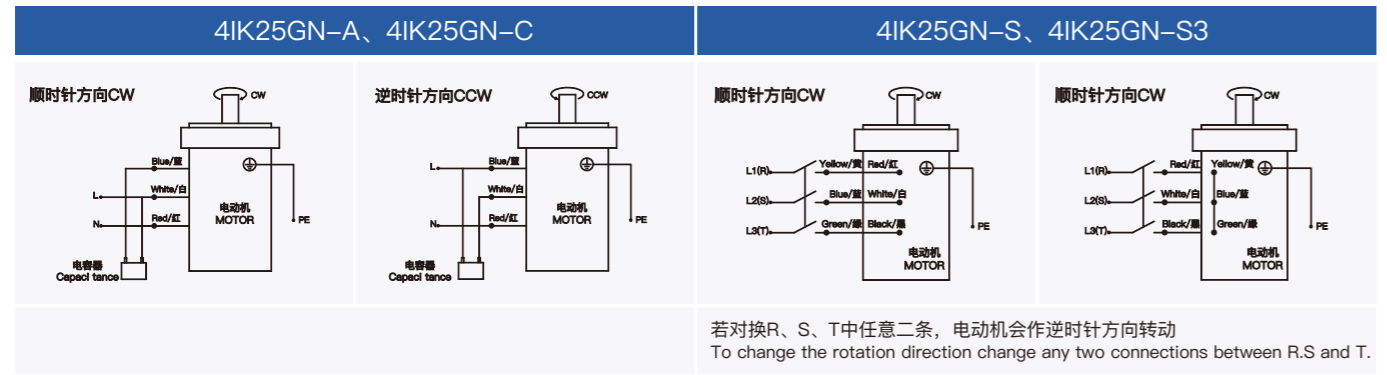 4IK25GN-A、4IK25GN-C
4IK25GN-S、4IK25GN-S3
顺时针方向CW
CW
Blue/蓝
White/白
Red/红
L
N
电动机
MOTOR
PE
电容器
Capaci tance
逆时针方向CCW
CCW
Blue/蓝
White/白
Red/红
L
N
电动机
MOTOR
PE
电容器
Capaci tance
顺时针方向CW
CW
L1(R) Yellow/黄 Red/红
L2(S) Blue/蓝 White/白
L3(T) Green/绿 Black/黑
PE
电动机
MOTOR
顺时针方向CW
CW
L1(R) Red/红 Yellow/黄
L2(S) White/白 Blue/蓝
L3(T) Black/黑 Green/绿
PE
电动机
MOTOR
若对换R、S、T中任意二条，电动机会作逆时针方向转动
To change the rotation direction change any two connections between R.S and T.